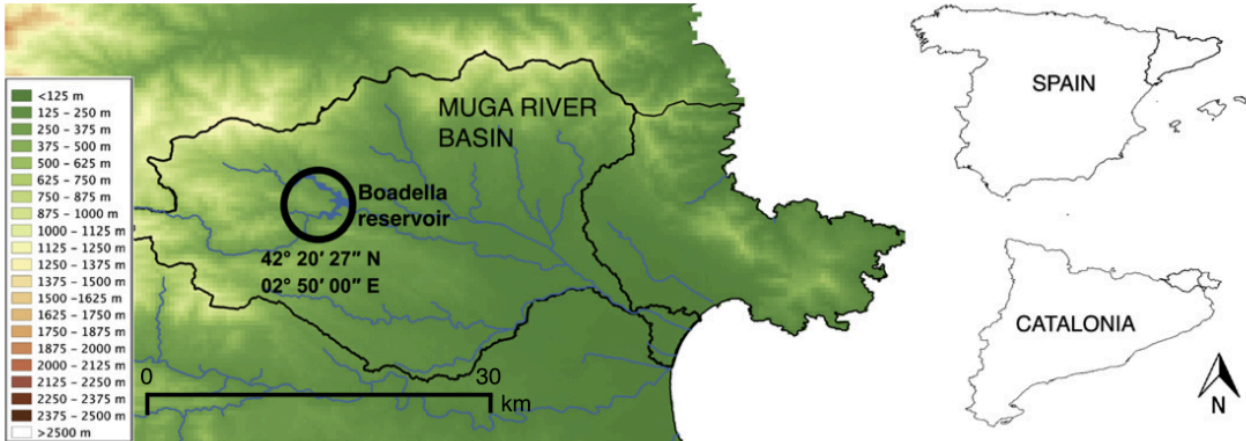 <125 m
125 – 250 m
250 – 375 m
375 – 500 m
500 – 625 m
625 – 750 m
750 – 875 m
875 – 1000 m
1000 – 1125 m
1125 – 1250 m
1250 – 1375 m
1375 – 1500 m
1500 –1625 m
1625 – 1750 m
1750 – 1875 m
1875 – 2000 m
2000 – 2125 m
2125 – 2250 m
2250 – 2375 m
2375 – 2500 m
>2500 m
MUGA RIVER
BASIN
Boadella
reservoir
42° 20′ 27″ N
02° 50′ 00″ E
0
30
km
SPAIN
CATALONIA
N